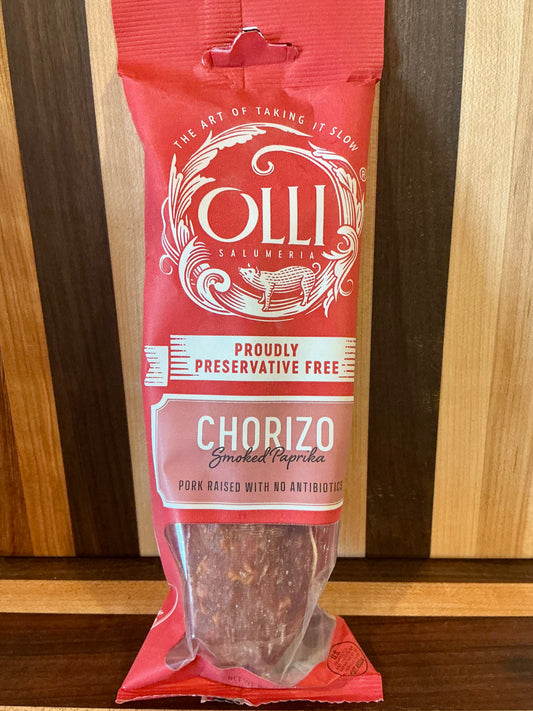 THE ART OF TAKING IT SLOW
OLLI
®
SALUMERIA
PROUDLY
PRESERVATIVE FREE
CHORIZO
Smoked Paprika
PORK RAISED WITH NO ANTIBIOTICS